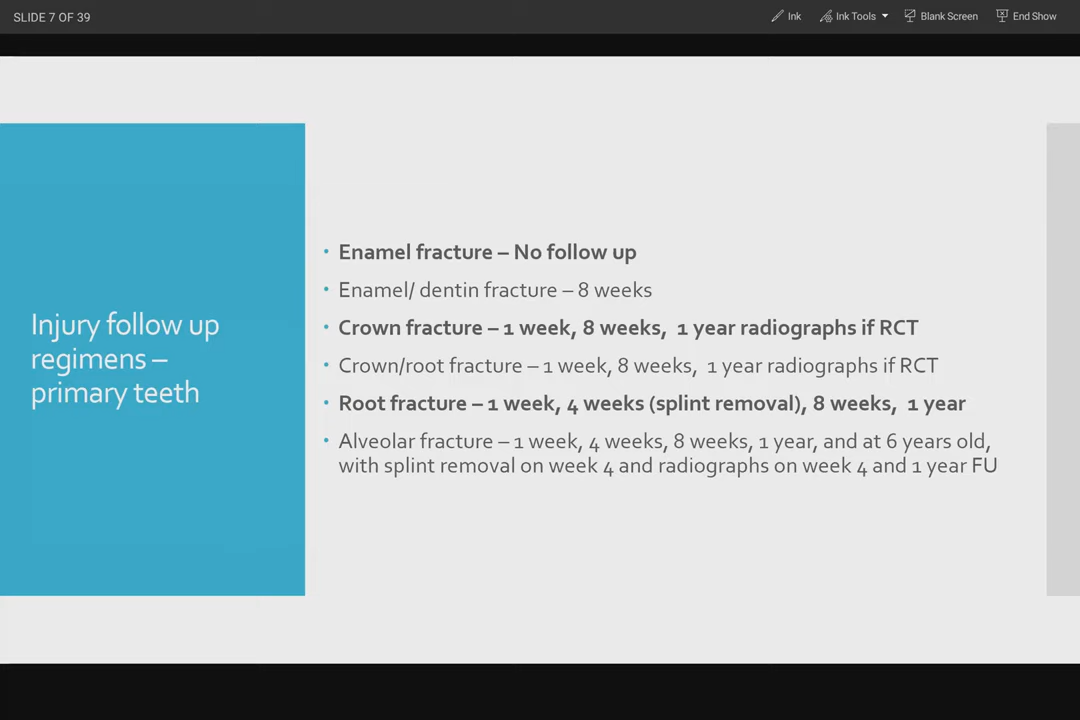 SLIDE 7 OF 39
Ink
Ink Tools
Blank Screen
End Show
Injury follow up
regimens –
primary teeth
• Enamel fracture – No follow up
• Enamel/ dentin fracture – 8 weeks
• Crown fracture – 1 week, 8 weeks,  1 year radiographs if RCT
• Crown/root fracture – 1 week, 8 weeks,  1 year radiographs if RCT
• Root fracture – 1 week, 4 weeks (splint removal), 8 weeks,  1 year
• Alveolar fracture – 1 week, 4 weeks, 8 weeks, 1 year, and at 6 years old,
with splint removal on week 4 and radiographs on week 4 and 1 year FU